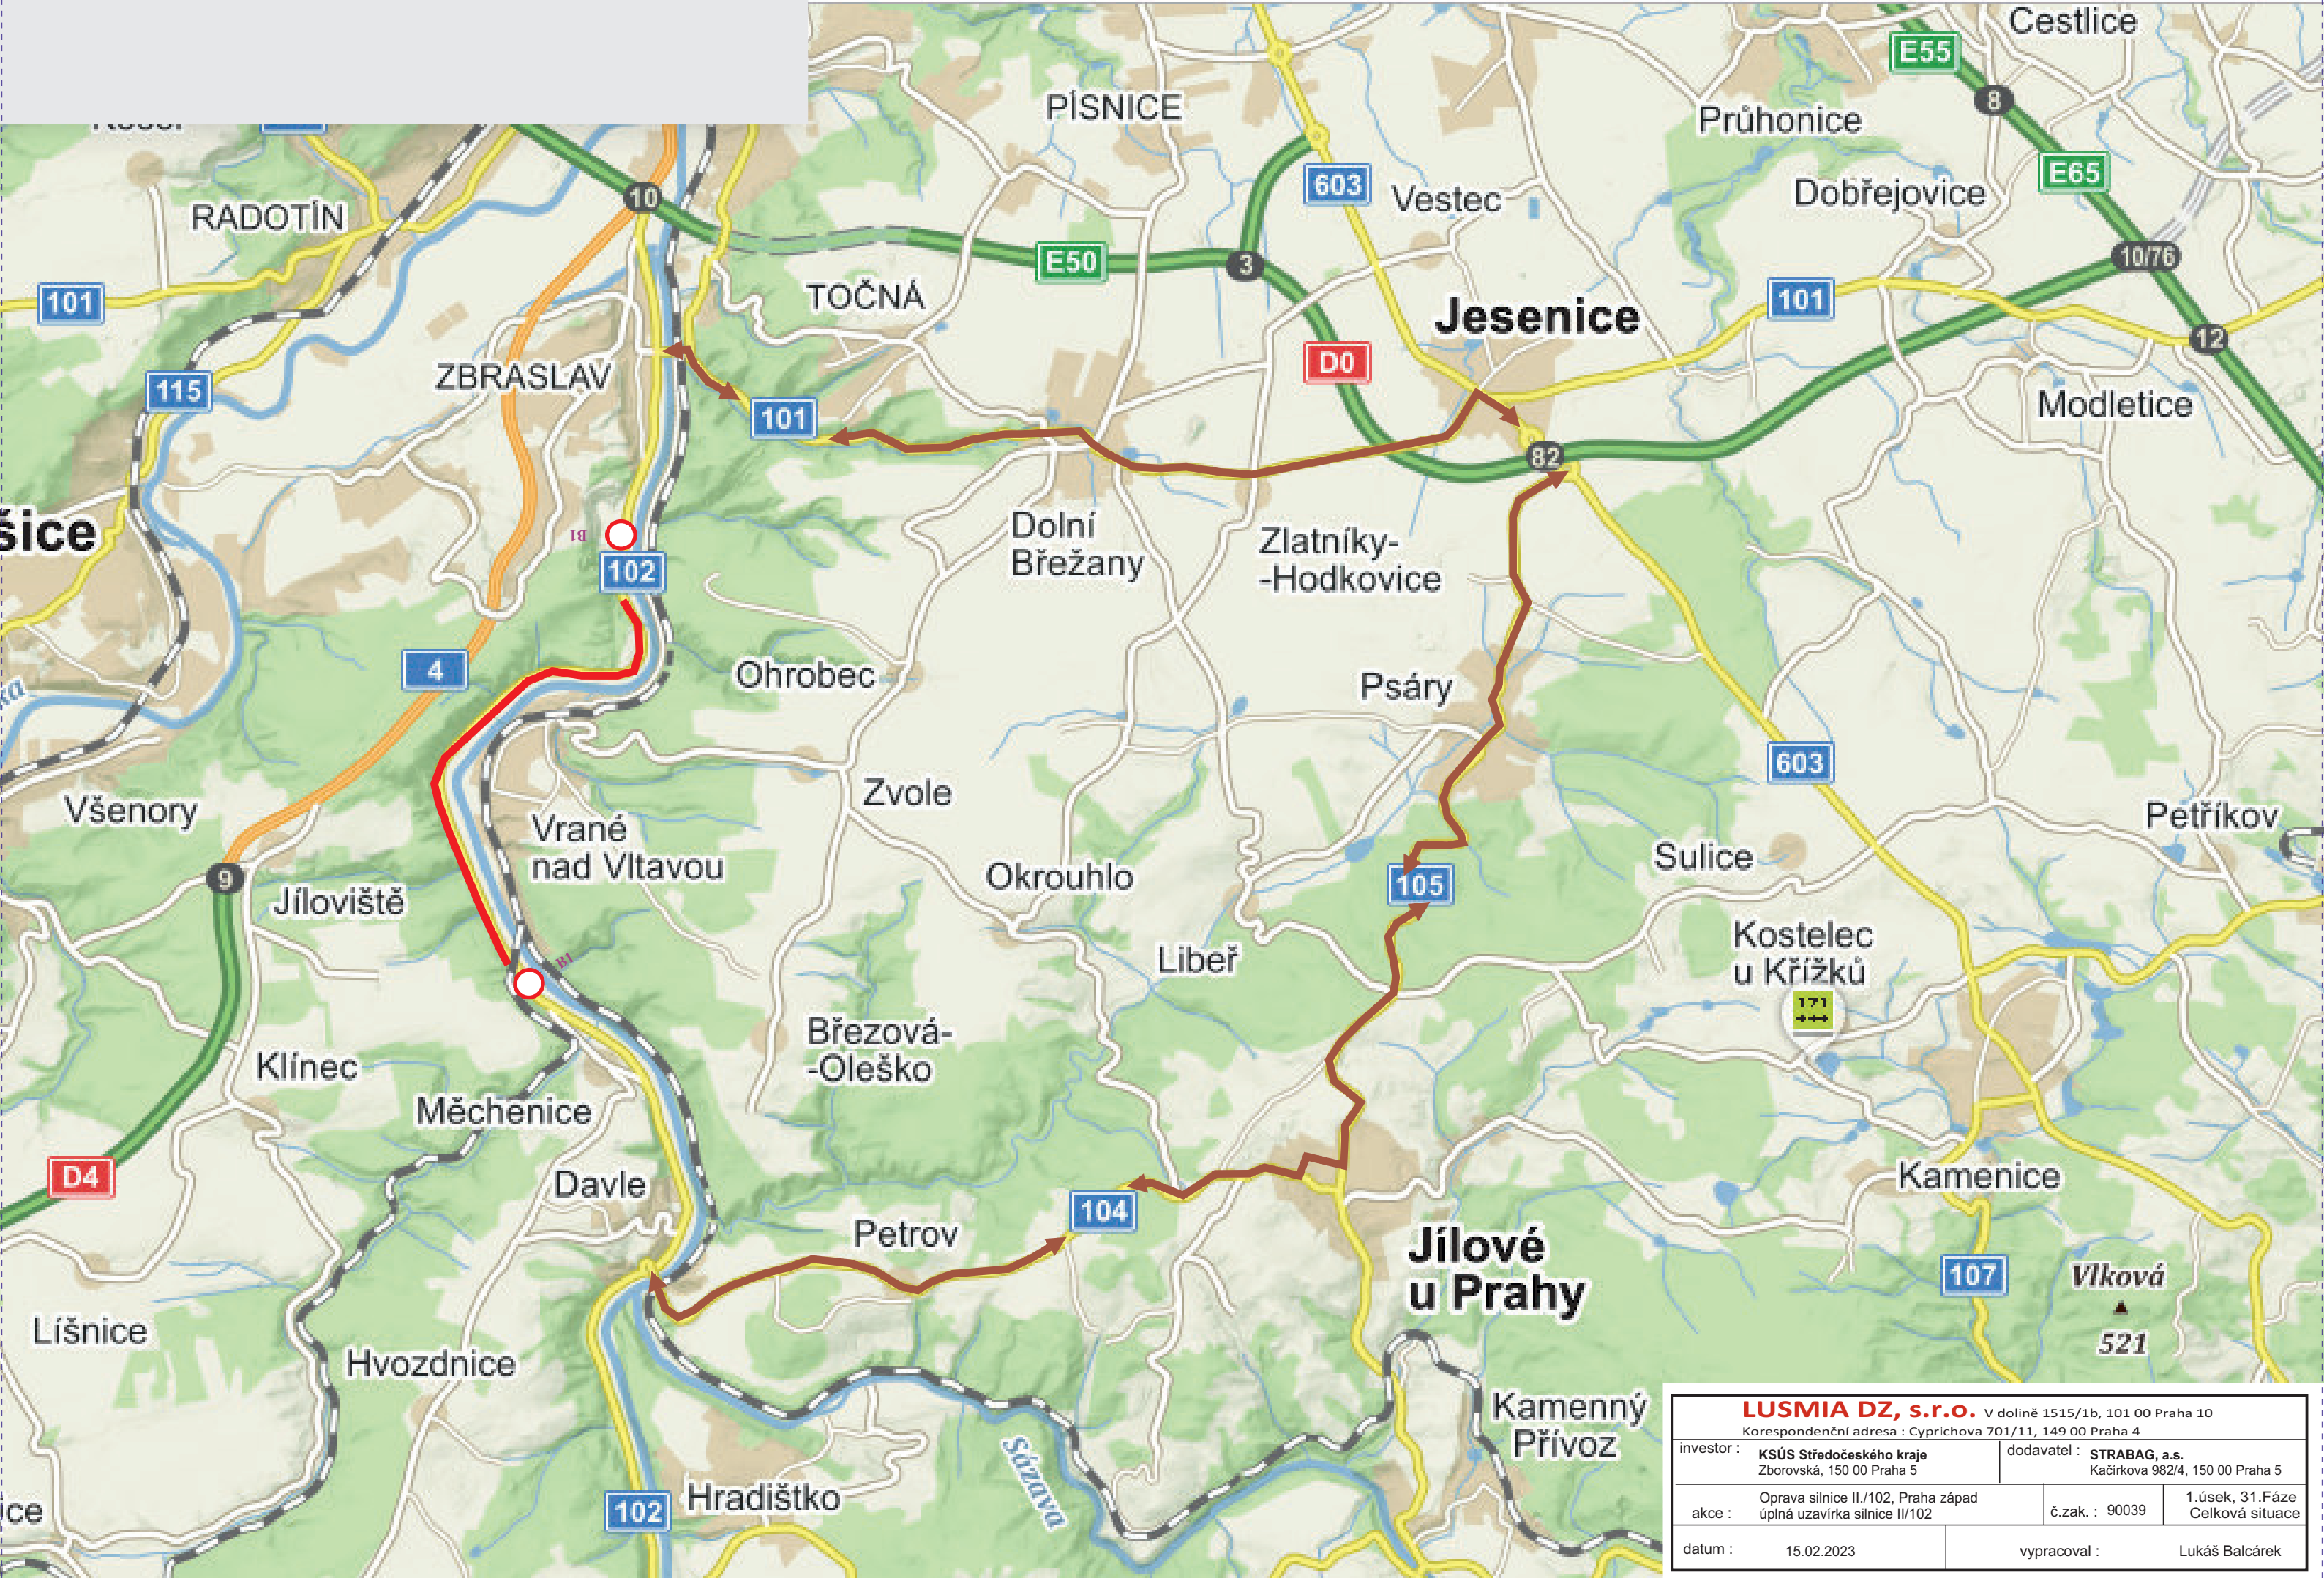 Čestlice
E55
8
PÍSNICE
Průhonice
E65
603
Vestec
Dobřejovice
10
RADOTÍN
10/76
E50
3
101
TOČNÁ
101
Jesenice
12
D0
ZBRASLAV
115
101
Modletice
82
šice
B1
102
Dolní
Břežany
Zlatníky-
-Hodkovice
4
Ohrobec
Psáry
603
Všenory
Zvole
Petříkov
Vrané
nad Vltavou
Sulice
9
Okrouhlo
105
Jíloviště
Kostelec
u Křížků
Libeř
B1
171
Březová-
-Oleško
Klínec
Měchenice
D4
Davle
Kamenice
104
Petrov
Jílové
u Prahy
107
Vlková
521
Líšnice
Hvozdnice
Kamenný
Přívoz
Sázava
102
Hradištko
ice
LUSMIA DZ, s.r.o. V dolině 1515/1b, 101 00 Praha 10
Korespondenční adresa : Cyprichova 701/11, 149 00 Praha 4
investor : KSÚS Středočeského kraje
Zborovská, 150 00 Praha 5
dodavatel : STRABAG, a.s.
Kačírkova 982/4, 150 00 Praha 5
akce : Oprava silnice II./102, Praha západ
úplná uzavírka silnice II/102
č.zak. : 90039
1.úsek, 31.Fáze
Celková situace
datum : 15.02.2023
vypracoval : Lukáš Balcárek